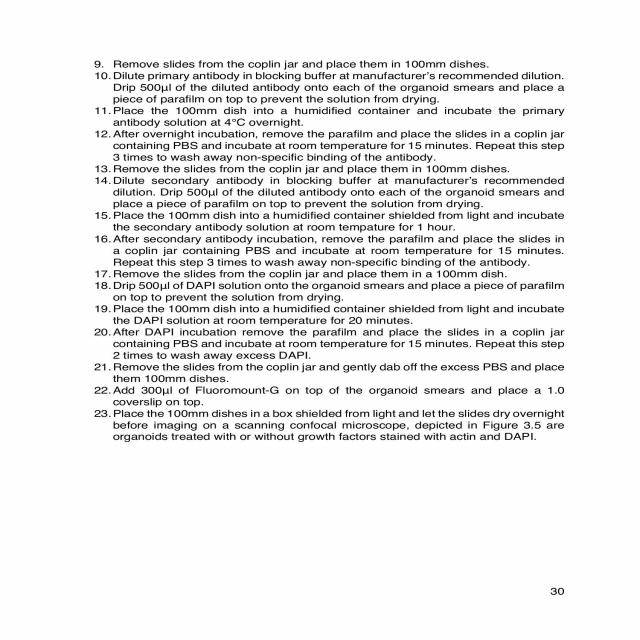 9. Remove slides from the coplin jar and place them in 100mm dishes.
10. Dilute primary antibody in blocking buffer at manufacturer's recommended dilution.
Drip 500µl of the diluted antibody onto each of the organoid smears and place a
piece of parafilm on top to prevent the solution from drying.
11. Place the 100mm dish into a humidified container and incubate the primary
antibody solution at 4°C overnight.
12. After overnight incubation, remove the parafilm and place the slides in a coplin jar
containing PBS and incubate at room temperature for 15 minutes. Repeat this step
3 times to wash away non-specific binding of the antibody.
13. Remove the slides from the coplin jar and place them in 100mm dishes.
14. Dilute secondary antibody in blocking buffer at manufacturer's recommended
dilution. Drip 500µl of the diluted antibody onto each of the organoid smears and
place a piece of parafilm on top to prevent the solution from drying.
15. Place the 100mm dish into a humidified container shielded from light and incubate
the secondary antibody solution at room tempature for 1 hour.
16. After secondary antibody incubation, remove the parafilm and place the slides in
a coplin jar containing PBS and incubate at room temperature for 15 minutes.
Repeat this step 3 times to wash away non-specific binding of the antibody.
17. Remove the slides from the coplin jar and place them in a 100mm dish.
18. Drip 500µl of DAPI solution onto the organoid smears and place a piece of parafilm
on top to prevent the solution from drying.
19. Place the 100mm dish into a humidified container shielded from light and incubate
the DAPI solution at room temperature for 20 minutes.
20. After DAPI incubation remove the parafilm and place the slides in a coplin jar
containing PBS and incubate at room temperature for 15 minutes. Repeat this step
2 times to wash away excess DAPI.
21. Remove the slides from the coplin jar and gently dab off the excess PBS and place
them 100mm dishes.
22. Add 300µl of Fluoromount-G on top of the organoid smears and place a 1.0
coverslip on top.
23. Place the 100mm dishes in a box shielded from light and let the slides dry overnight
before imaging on a scanning confocal microscope, depicted in Figure 3.5 are
organoids treated with or without growth factors stained with actin and DAPI.
30